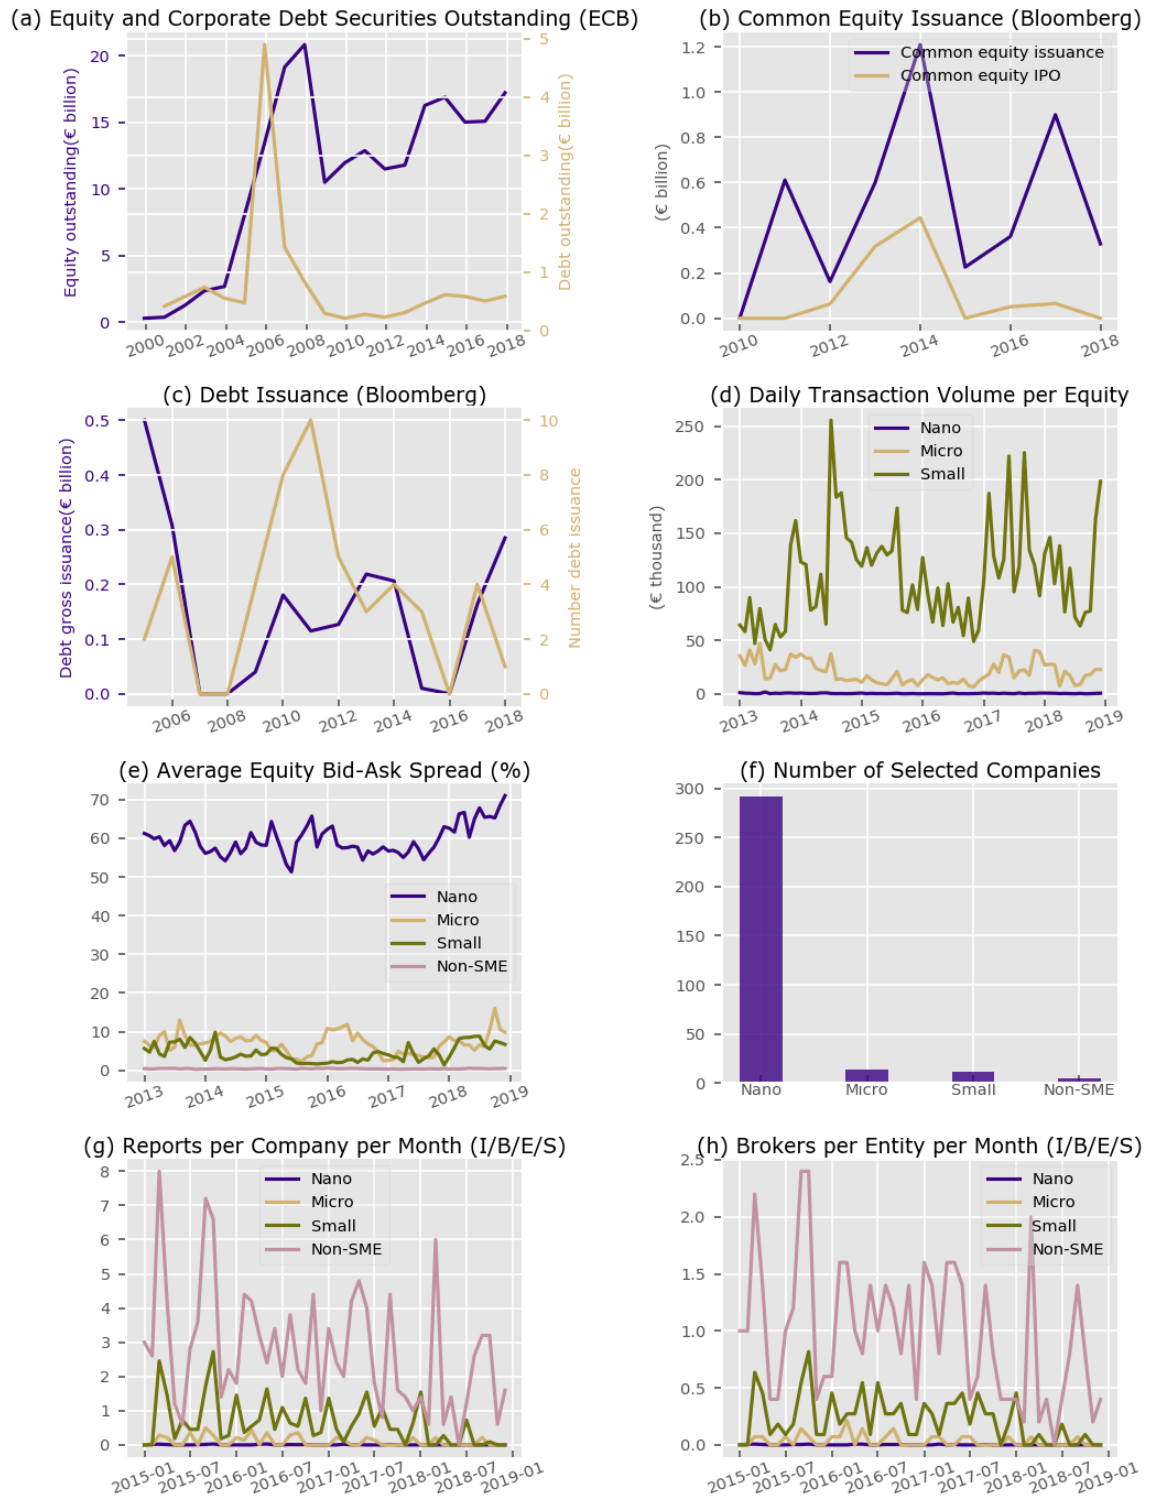 (a) Equity and Corporate Debt Securities Outstanding (ECB)
Equity outstanding(€ billion)
20
15
10
5
0
5
4
3
2
1
0
Debt outstanding(€ billion)
2000 2002 2004 2006 2008 2010 2012 2014 2016 2018
(b) Common Equity Issuance (Bloomberg)
Common equity issuance
Common equity IPO
(€ billion)
1.2
1.0
0.8
0.6
0.4
0.2
0.0
2010 2012 2014 2016 2018
(c) Debt Issuance (Bloomberg)
Debt gross issuance(€ billion)
0.5
0.4
0.3
0.2
0.1
0.0
10
8
6
4
2
0
Number debt issuance
2006 2008 2010 2012 2014 2016 2018
(d) Daily Transaction Volume per Equity
Nano
Micro
Small
(€ thousand)
250
200
150
100
50
0
2013 2014 2015 2016 2017 2018 2019
(e) Average Equity Bid-Ask Spread (%)
70
60
50
40
30
20
10
0
Nano
Micro
Small
Non-SME
2013 2014 2015 2016 2017 2018 2019
(f) Number of Selected Companies
300
250
200
150
100
50
0
Nano Micro Small Non-SME
(g) Reports per Company per Month (I/B/E/S)
8
7
6
5
4
3
2
1
0
Nano
Micro
Small
Non-SME
2015-01 2015-07 2016-01 2016-07 2017-01 2017-07 2018-01 2018-07 2019-01
(h) Brokers per Entity per Month (I/B/E/S)
2.5
2.0
1.5
1.0
0.5
0.0
Nano
Micro
Small
Non-SME
2015-01 2015-07 2016-01 2016-07 2017-01 2017-07 2018-01 2018-07 2019-01